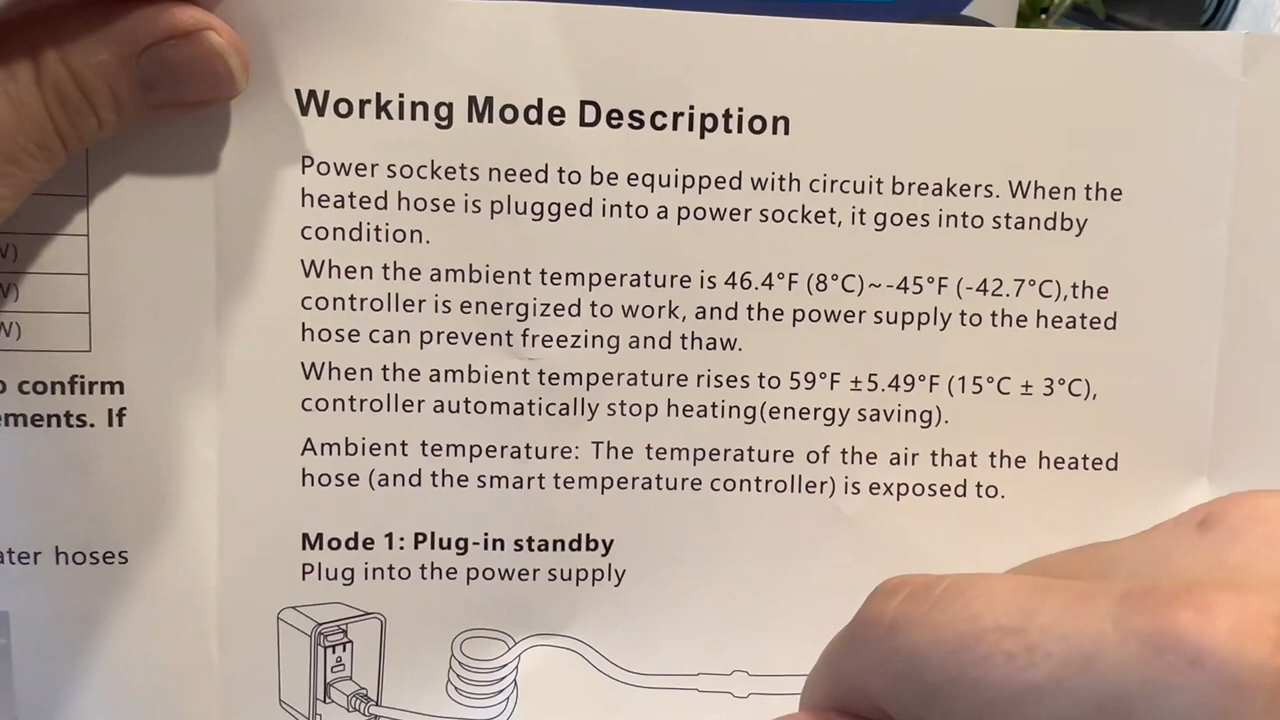 Working Mode Description
Power sockets need to be equipped with circuit breakers. When the
heated hose is plugged into a power socket, it goes into standby
condition.
When the ambient temperature is 46.4°F (8°C)~-45°F (-42.7°C),the
controller is energized to work, and the power supply to the heated
hose can prevent freezing and thaw.
When the ambient temperature rises to 59°F ±5.49°F (15°C ± 3°C),
controller automatically stop heating(energy saving).
Ambient temperature: The temperature of the air that the heated
hose (and the smart temperature controller) is exposed to.
Mode 1: Plug-in standby
Plug into the power supply
confirm
If
hoses